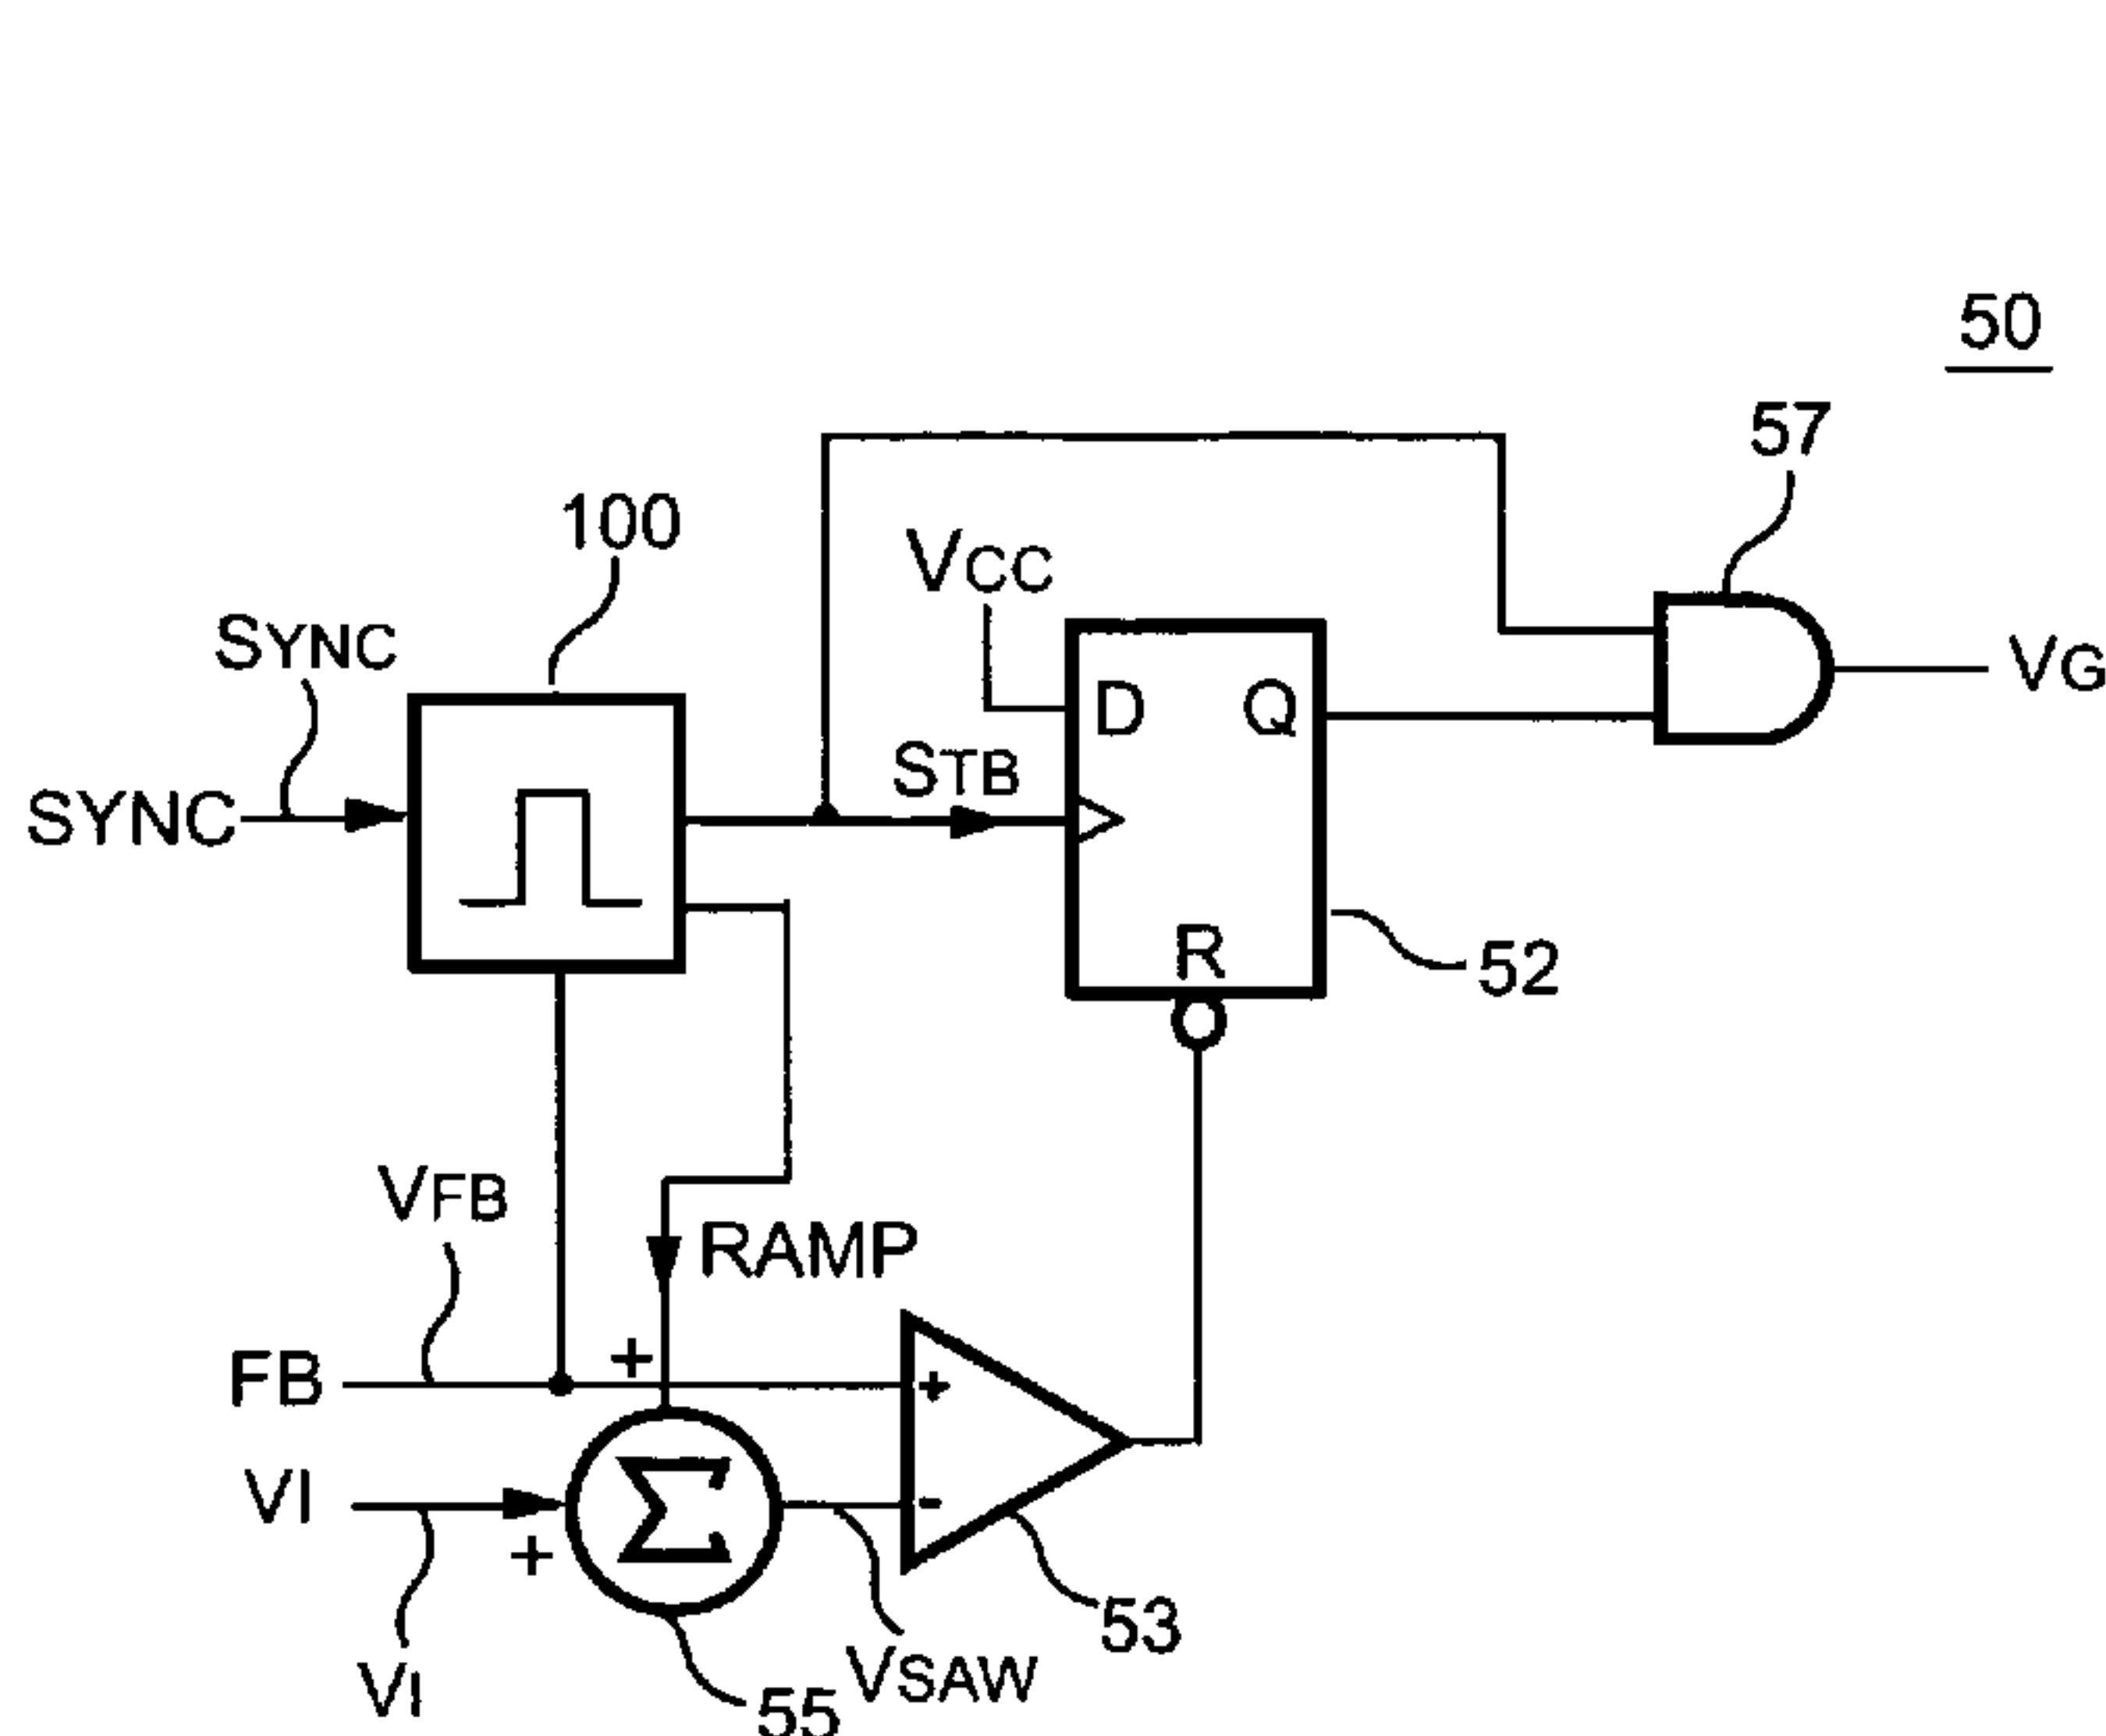 50
57
100
VCC
SYNC
VG
D
Q
STB
SYNC
R
52
VFB
RAMP
+
FB
+
VI
Σ
-
+
53
VSAW
VI
55